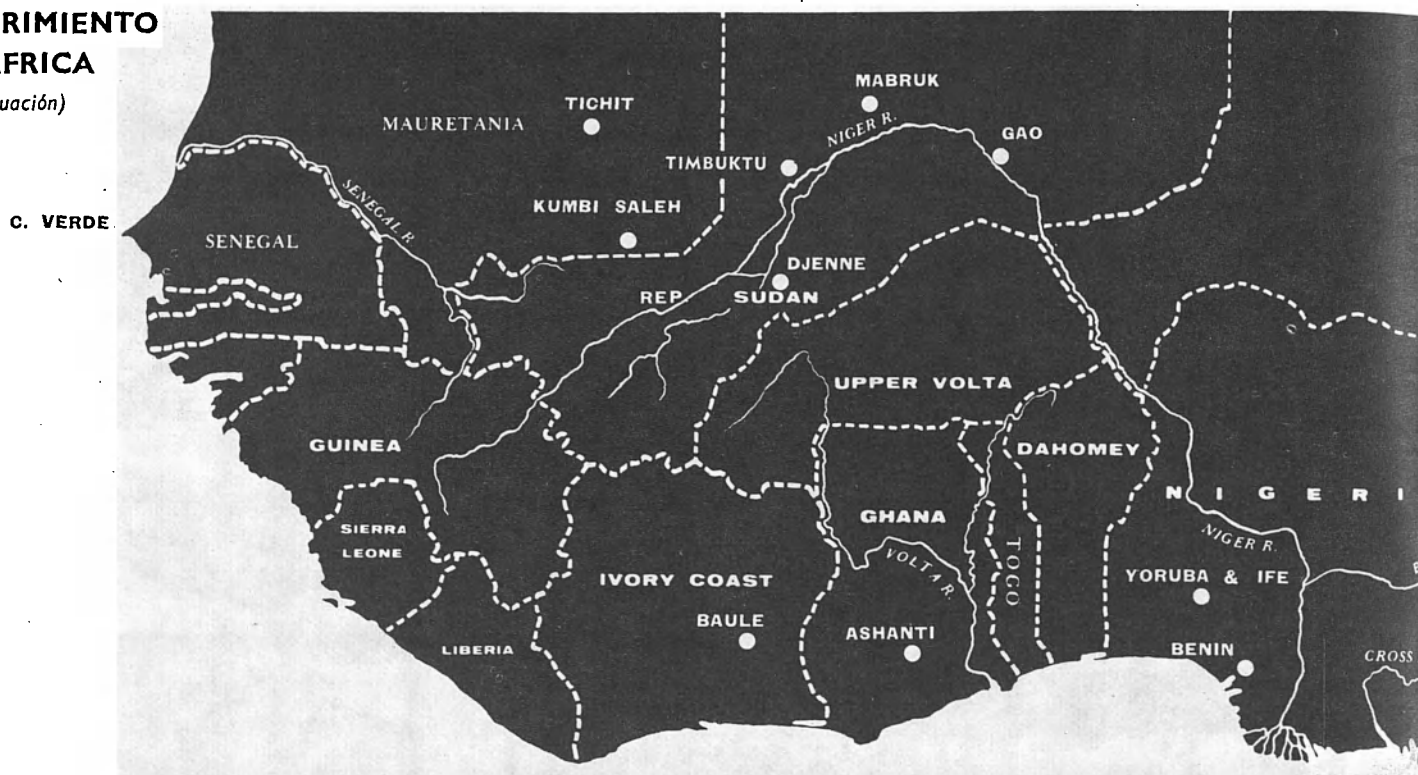 RIMIENTO
FRICA
uación)
MABRUK
TICHIT
MAURETANIA
NIGER R.
GAO
TIMBUKTU
SENEGAL R.
KUMBI SALEH
C. VERDE
SENEGAL
DJENNE
REP. SUDAN
UPPER VOLTA
GUINEA
DAHOMEY
NIGERI
GHANA
SIERRA
LEONE
NIGER R.
VOLTA R.
TOGO
IVORY COAST
YORUBA & IFE
BAULE
ASHANTI
LIBERIA
BENIN
CROSS